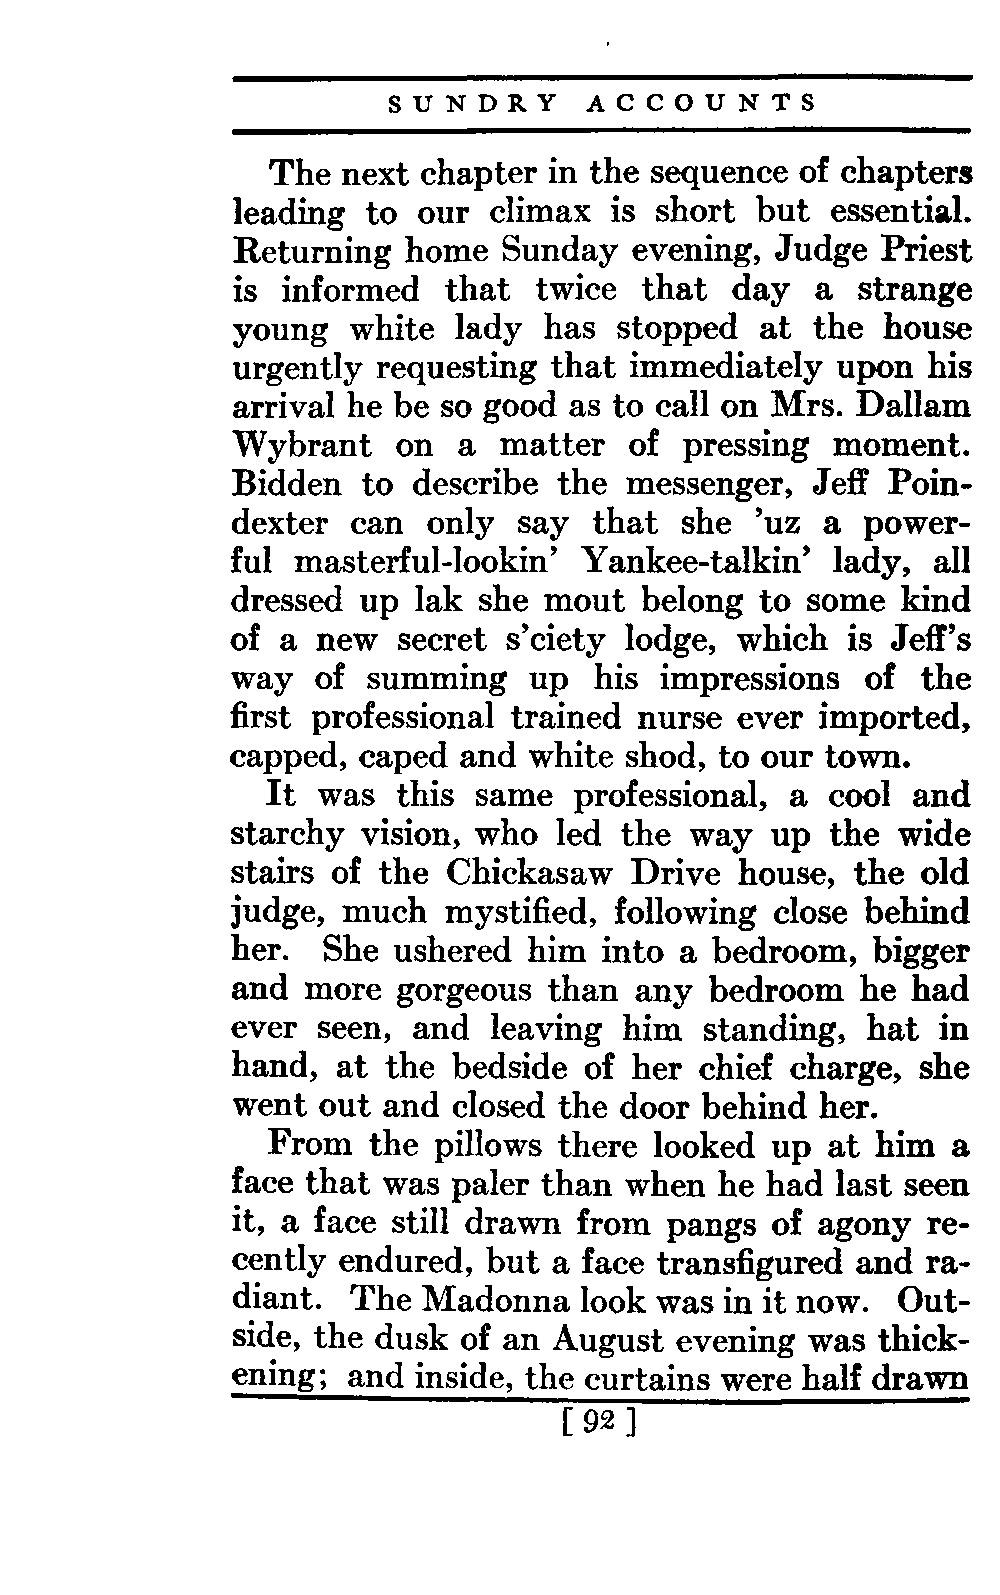 SUNDRY ACCOUNTS
The next chapter in the sequence of chapters
leading to our climax is short but essential.
Returning home Sunday evening, Judge Priest
is informed that twice that day a strange
young white lady has stopped at the house
urgently requesting that immediately upon his
arrival he be so good as to call on Mrs. Dallam
Wybrant on a matter of pressing moment.
Bidden to describe the messenger, Jeff Poin-
dexter can only say that she ’uz a power-
ful masterful-lookin’ Yankee-talkin’ lady, all
dressed up lak she mout belong to some kind
of a new secret s’ciety lodge, which is Jeff’s
way of summing up his impressions of the
first professional trained nurse ever imported,
capped, caped and white shod, to our town.
It was this same professional, a cool and
starchy vision, who led the way up the wide
stairs of the Chickasaw Drive house, the old
judge, much mystified, following close behind
her. She ushered him into a bedroom, bigger
and more gorgeous than any bedroom he had
ever seen, and leaving him standing, hat in
hand, at the bedside of her chief charge, she
went out and closed the door behind her.
From the pillows there looked up at him a
face that was paler than when he had last seen
it, a face still drawn from pangs of agony re-
cently endured, but a face transfigured and ra-
diant. The Madonna look was in it now. Out-
side, the dusk of an August evening was thick-
ening; and inside, the curtains were half drawn
[ 92 ]